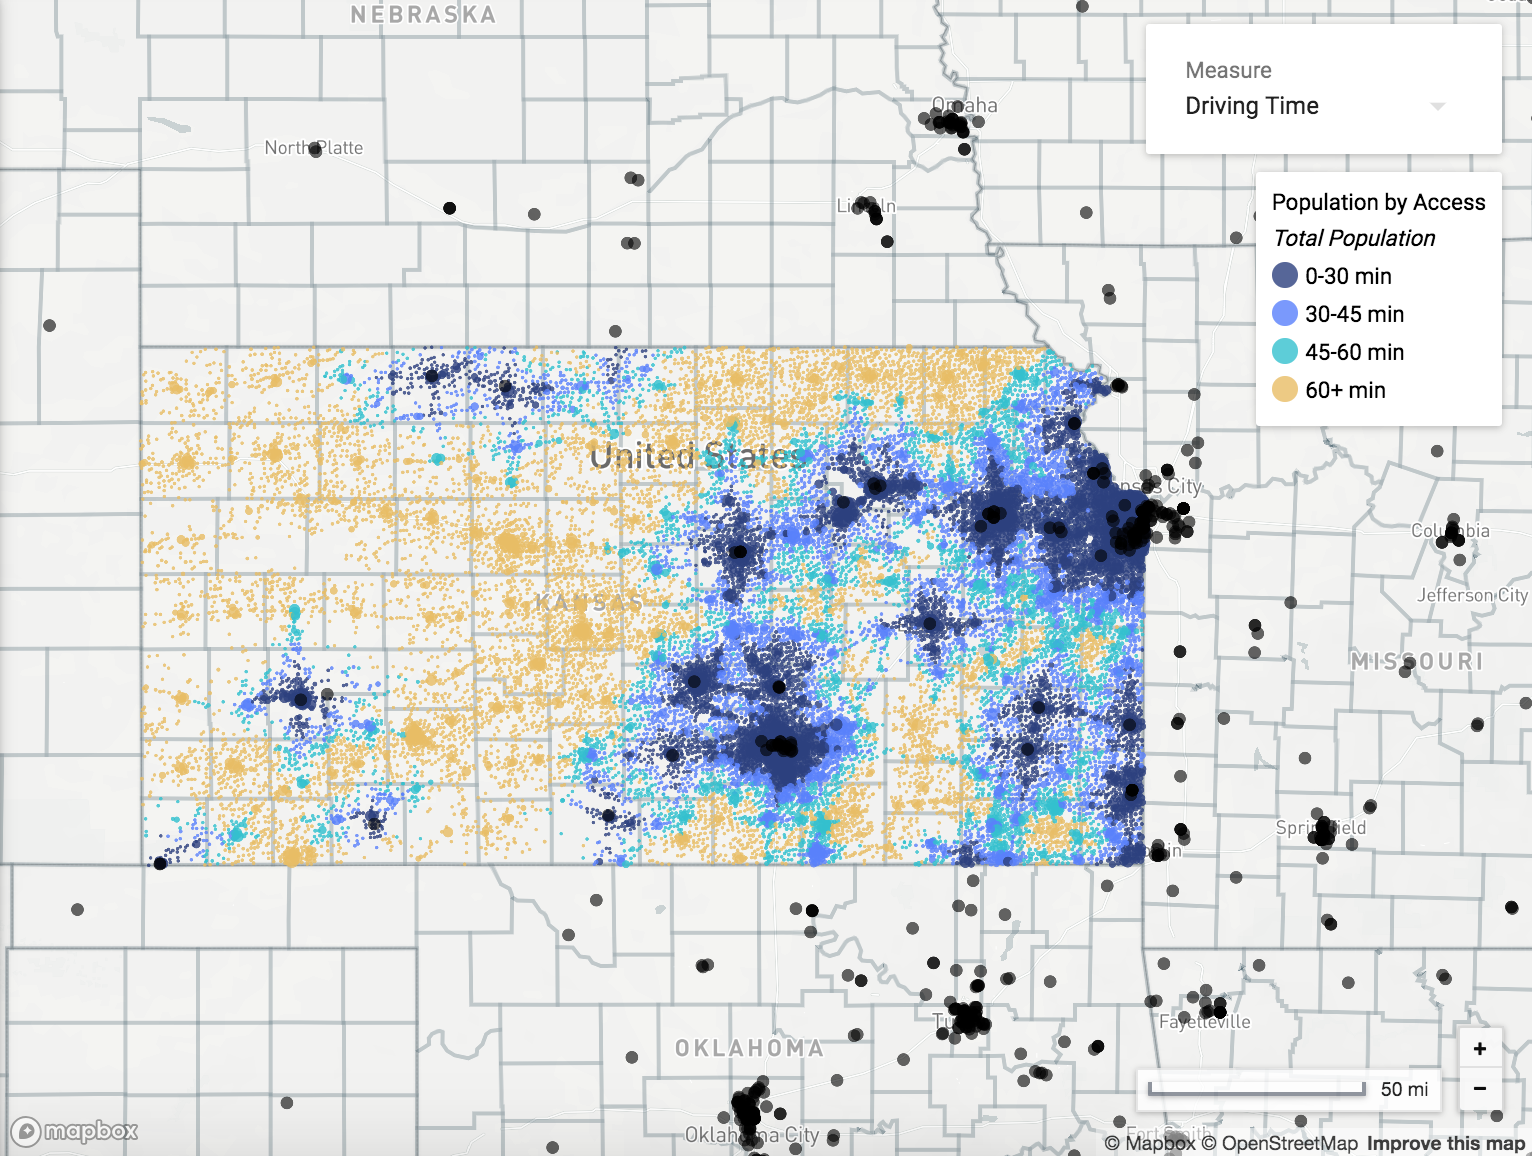 NEBRASKA
Omaha
North Platte
Lincoln
Measure
Driving Time
Population by Access
Total Population
0-30 min
30-45 min
45-60 min
60+ min
United States
Kansas City
Columbia
Jefferson City
KANSAS
MISSOURI
Springfield
Fayetteville
OKLAHOMA
Oklahoma City
Fort Smith
+
−
50 mi
mapbox
© Mapbox © OpenStreetMap Improve this map